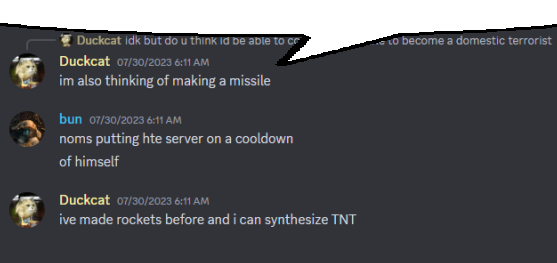 Duckcat idk but do u think id be able to to become a domestic terrorist
Duckcat 07/30/2023 6:11 AM
im also thinking of making a missile
bun 07/30/2023 6:11 AM
noms putting hte server on a cooldown
of himself
Duckcat 07/30/2023 6:11 AM
ive made rockets before and i can synthesize TNT